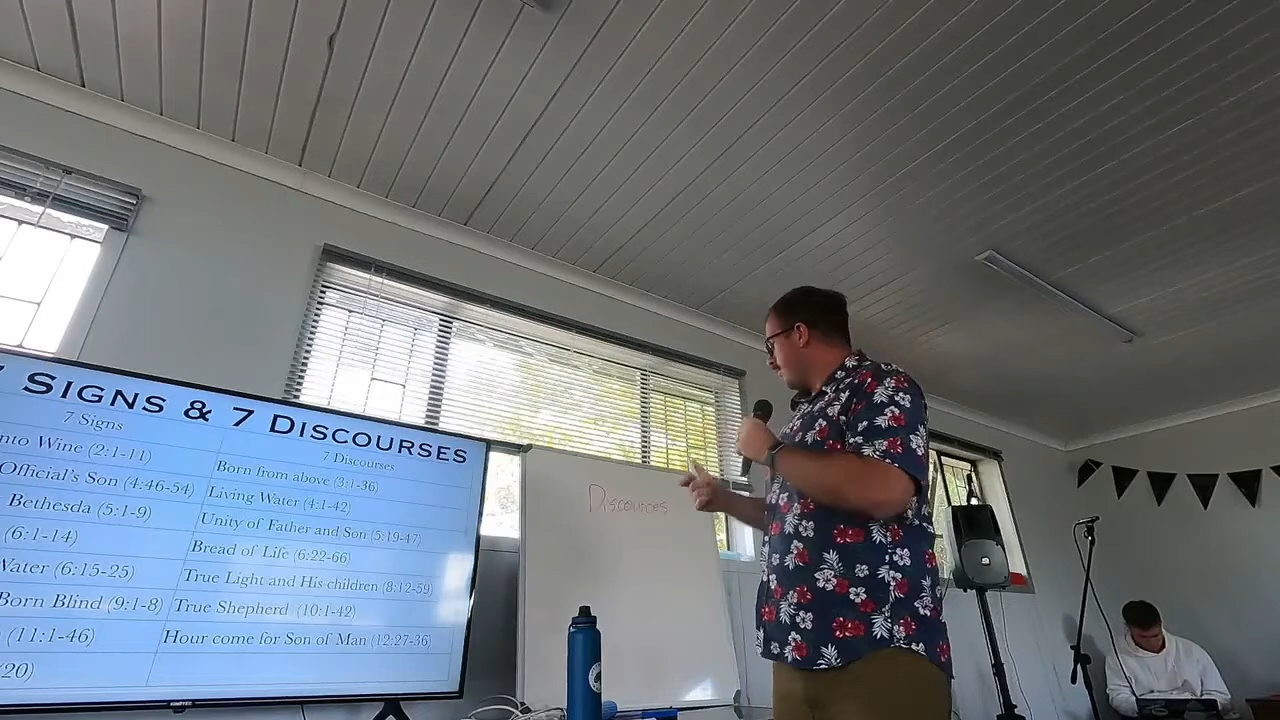 7 SIGNS & 7 DISCOURSES
7 Signs
7 Discourses
nto Wine (2:1-11)
Born from above (3:1-36)
Official's Son (4:46-54)
Living Water (4:1-42)
Bethesda (5:1-9)
Unity of Father and Son (5:19-47)
(6:1-14)
Bread of Life (6:22-66)
Water (6:15-25)
True Light and His children (8:12-59)
Born Blind (9:1-8)
True Shepherd (10:1-42)
(11:1-46)
Hour come for Son of Man (12:27-36)
20)
Discources